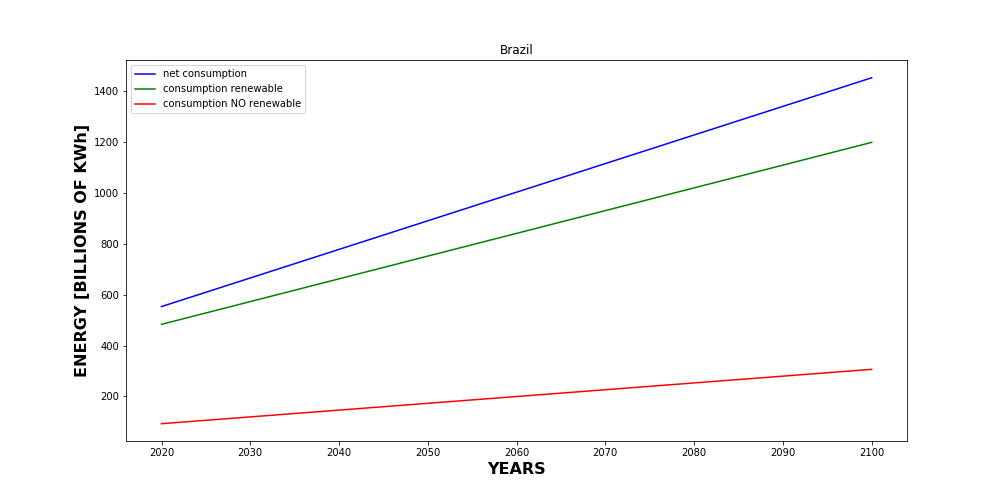 Brazil
net consumption
consumption renewable
consumption NO renewable
ENERGY [BILLIONS OF KWh]
1400
1200
1000
800
600
400
200
2020 2030 2040 2050 2060 2070 2080 2090 2100
YEARS